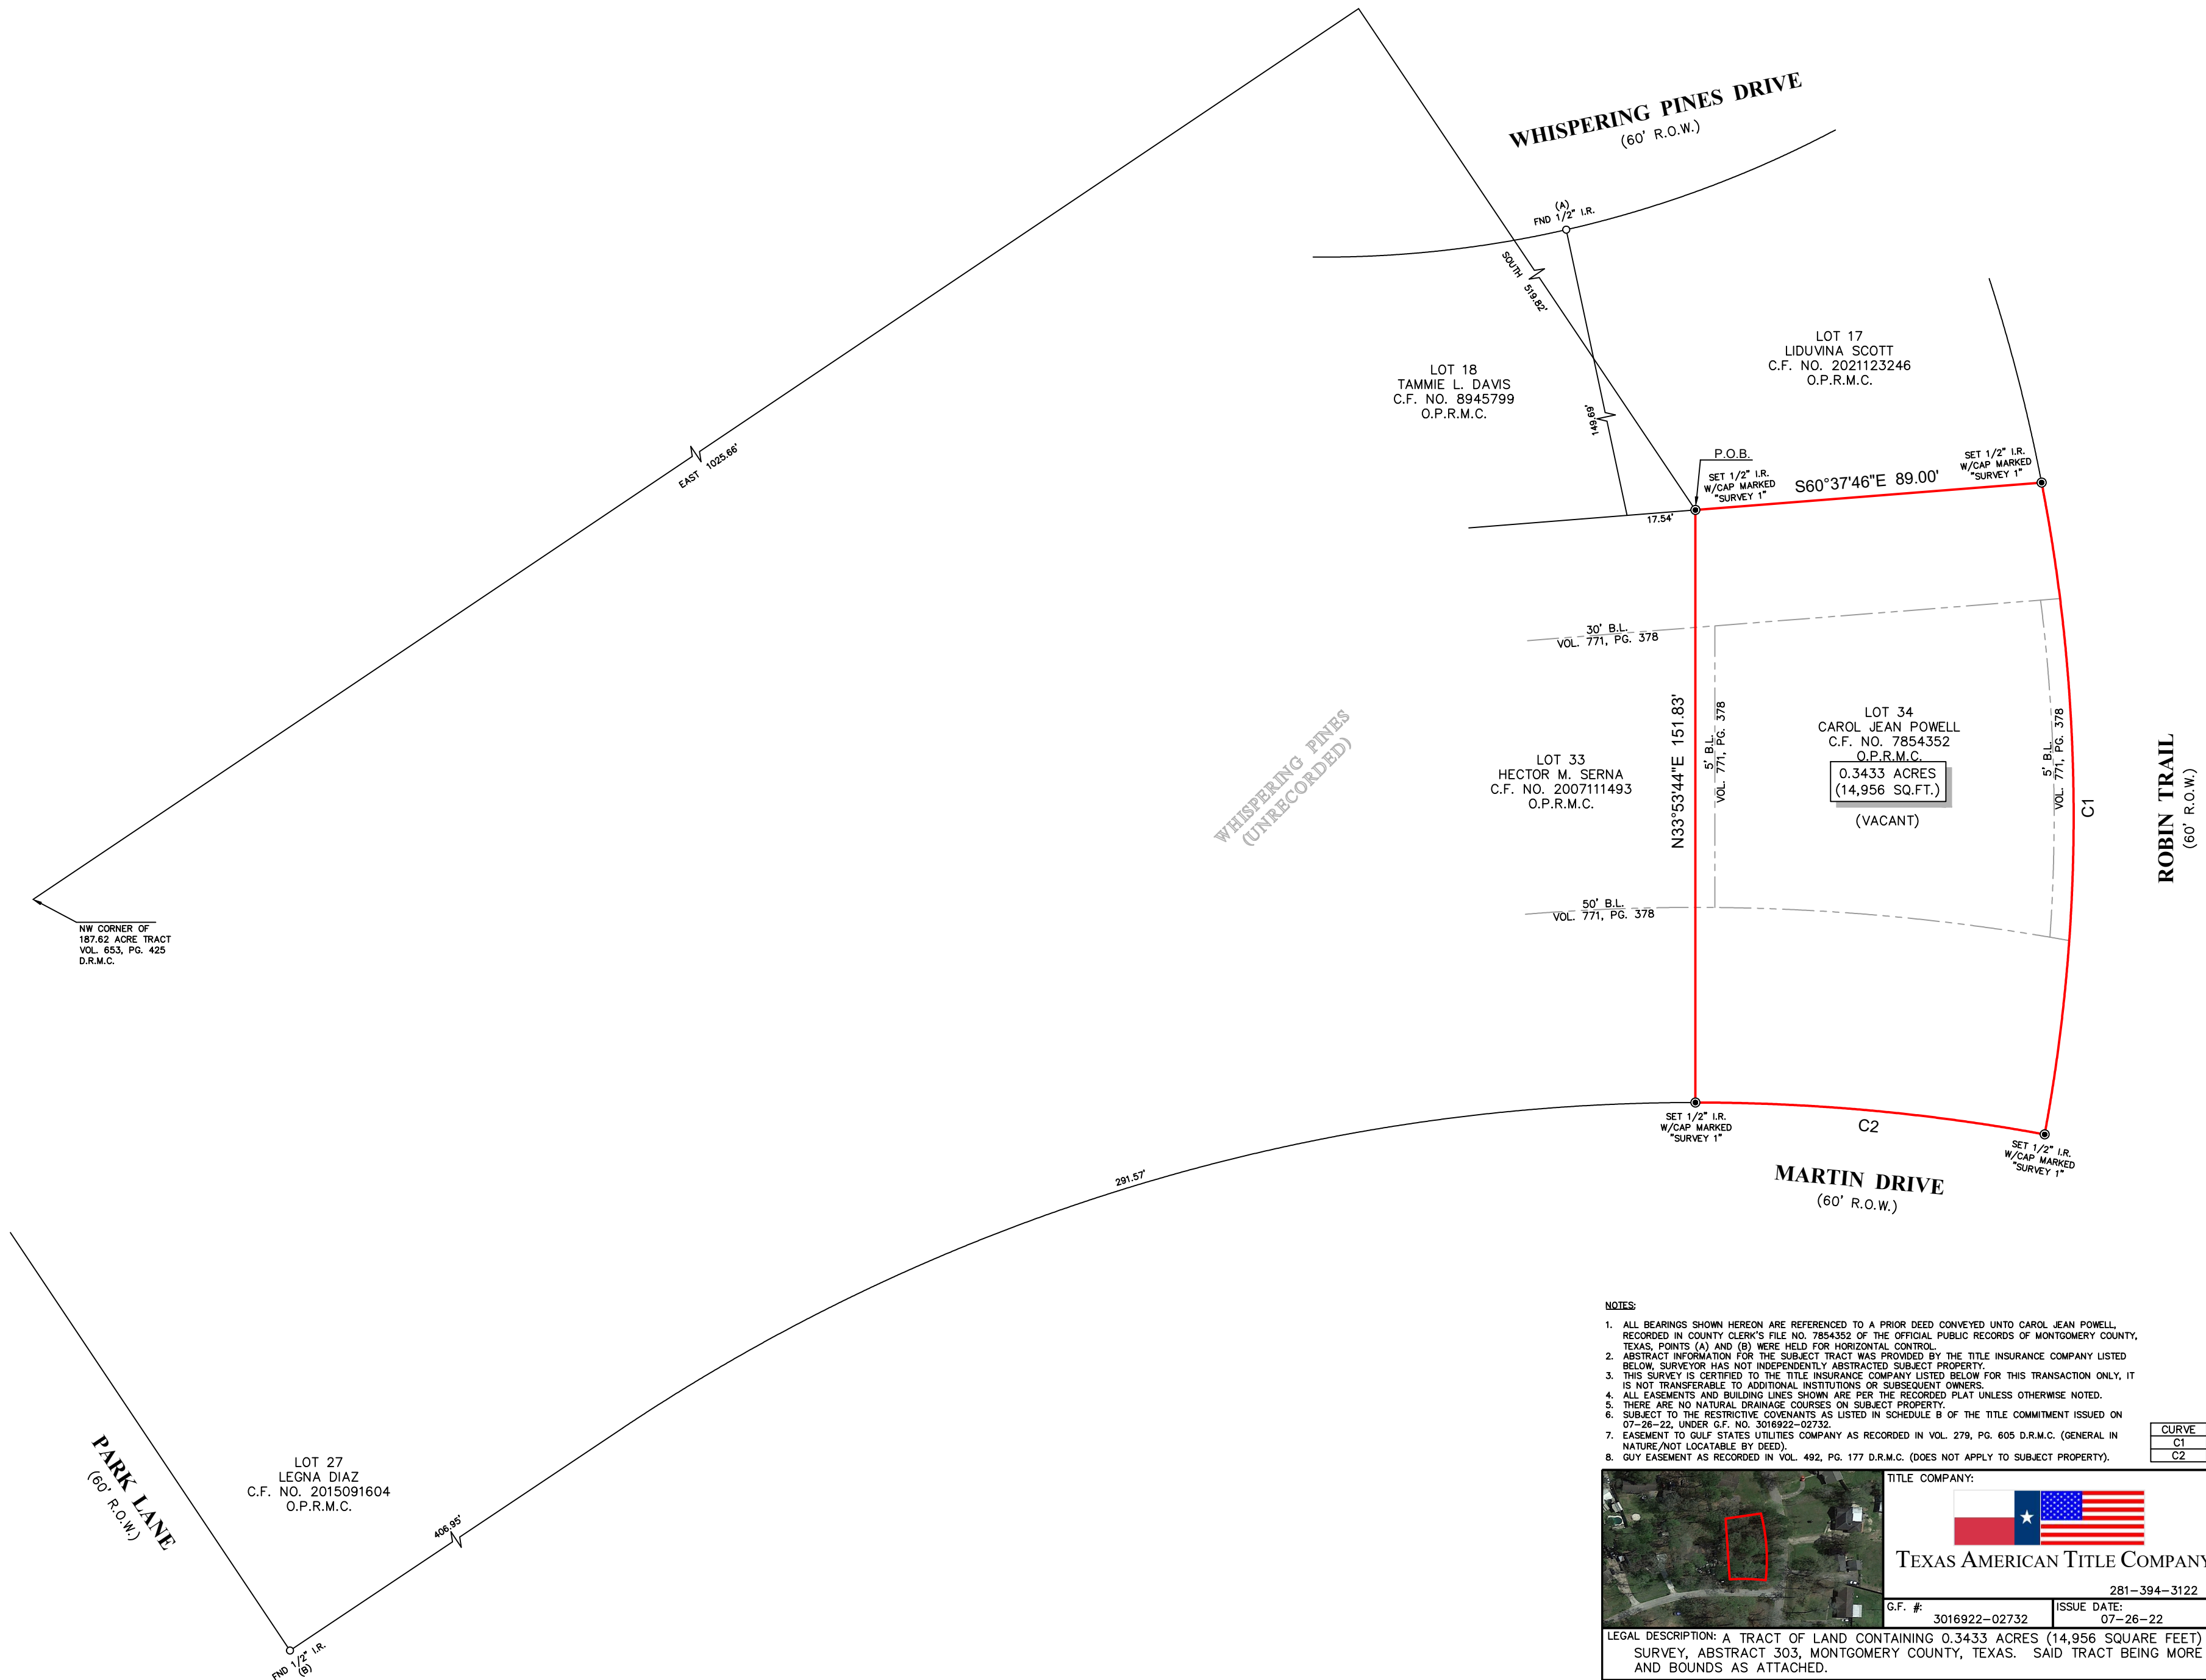 WHISPERING PINES DRIVE
(60' R.O.W.)
(A)
FND 1/2" I.R.
SOUTH 519.82'
149.69'
EAST 1025.66'
LOT 18
TAMMIE L. DAVIS
C.F. NO. 8945799
O.P.R.M.C.
LOT 17
LIDUVINA SCOTT
C.F. NO. 2021123246
O.P.R.M.C.
P.O.B.
SET 1/2" I.R.
W/CAP MARKED
"SURVEY 1"
S60°37'46"E 89.00'
SET 1/2" I.R.
W/CAP MARKED
"SURVEY 1"
17.54'
30' B.L.
VOL. 771, PG. 378
N33°53'44"E 151.83'
5' B.L.
VOL. 771, PG. 378
LOT 34
CAROL JEAN POWELL
C.F. NO. 7854352
O.P.R.M.C.
0.3433 ACRES
(14,956 SQ.FT.)
(VACANT)
5' B.L.
VOL. 771, PG. 378
C1
ROBIN TRAIL
(60' R.O.W.)
LOT 33
HECTOR M. SERNA
C.F. NO. 2007111493
O.P.R.M.C.
WHISPERING PINES
(UNRECORDED)
50' B.L.
VOL. 771, PG. 378
NW CORNER OF
187.62 ACRE TRACT
VOL. 653, PG. 425
D.R.M.C.
SET 1/2" I.R.
W/CAP MARKED
"SURVEY 1"
C2
SET 1/2" I.R.
W/CAP MARKED
"SURVEY 1"
291.57'
MARTIN DRIVE
(60' R.O.W.)
PARK LANE
(60' R.O.W.)
LOT 27
LEGNA DIAZ
C.F. NO. 2015091604
O.P.R.M.C.
406.95'
FND 1/2" I.R.
(B)
NOTES:
1. ALL BEARINGS SHOWN HEREON ARE REFERENCED TO A PRIOR DEED CONVEYED UNTO CAROL JEAN POWELL,
RECORDED IN COUNTY CLERK'S FILE NO. 7854352 OF THE OFFICIAL PUBLIC RECORDS OF MONTGOMERY COUNTY,
TEXAS, POINTS (A) AND (B) WERE HELD FOR HORIZONTAL CONTROL.
2. ABSTRACT INFORMATION FOR THE SUBJECT TRACT WAS PROVIDED BY THE TITLE INSURANCE COMPANY LISTED
BELOW, SURVEYOR HAS NOT INDEPENDENTLY ABSTRACTED SUBJECT PROPERTY.
3. THIS SURVEY IS CERTIFIED TO THE TITLE INSURANCE COMPANY LISTED BELOW FOR THIS TRANSACTION ONLY, IT
IS NOT TRANSFERABLE TO ADDITIONAL INSTITUTIONS OR SUBSEQUENT OWNERS.
4. ALL EASEMENTS AND BUILDING LINES SHOWN ARE PER THE RECORDED PLAT UNLESS OTHERWISE NOTED.
5. THERE ARE NO NATURAL DRAINAGE COURSES ON SUBJECT PROPERTY.
6. SUBJECT TO THE RESTRICTIVE COVENANTS AS LISTED IN SCHEDULE B OF THE TITLE COMMITMENT ISSUED ON
07-26-22, UNDER G.F. NO. 3016922-02732.
7. EASEMENT TO GULF STATES UTILITIES COMPANY AS RECORDED IN VOL. 279, PG. 605 D.R.M.C. (GENERAL IN
NATURE/NOT LOCATABLE BY DEED).
8. GUY EASEMENT AS RECORDED IN VOL. 492, PG. 177 D.R.M.C. (DOES NOT APPLY TO SUBJECT PROPERTY).
CURVE
C1
C2
TITLE COMPANY:
TEXAS AMERICAN TITLE COMPANY
281-394-3122
G.F. #:
3016922-02732
ISSUE DATE:
07-26-22
LEGAL DESCRIPTION: A TRACT OF LAND CONTAINING 0.3433 ACRES (14,956 SQUARE FEET)
SURVEY, ABSTRACT 303, MONTGOMERY COUNTY, TEXAS. SAID TRACT BEING MORE
AND BOUNDS AS ATTACHED.